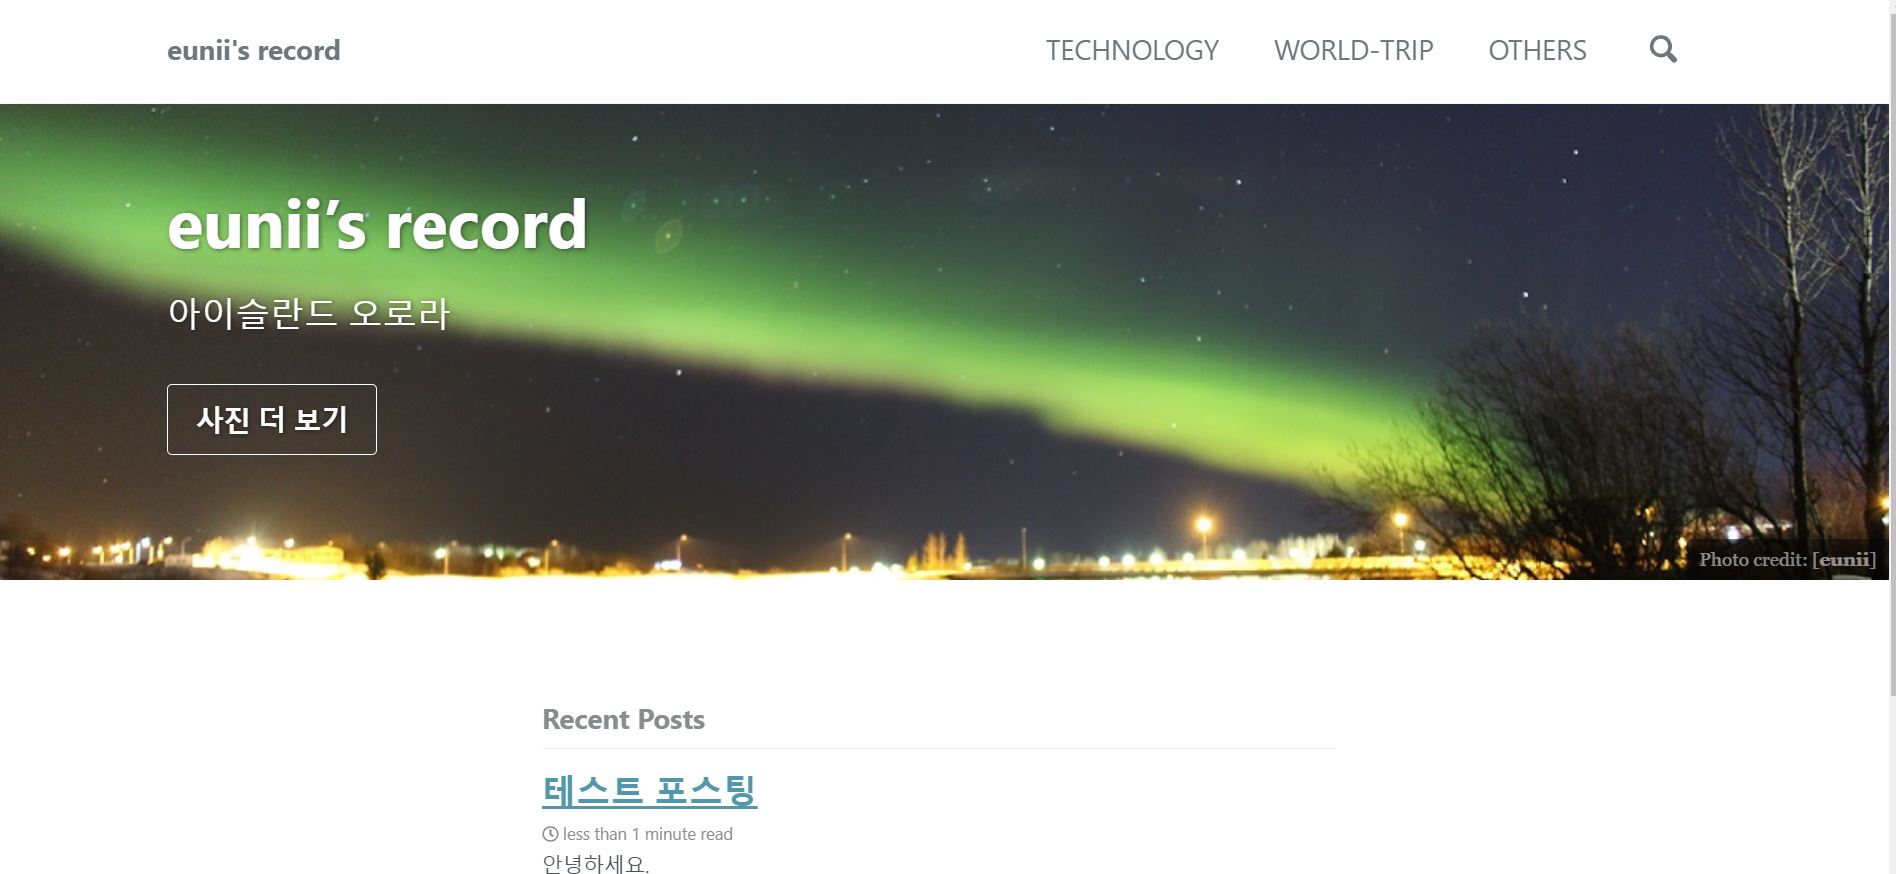 eunii's record
TECHNOLOGY WORLD-TRIP OTHERS
eunii’s record
아이슬란드 오로라
사진 더 보기
Photo credit: [eunii]
Recent Posts
테스트 포스팅
less than 1 minute read
안녕하세요.